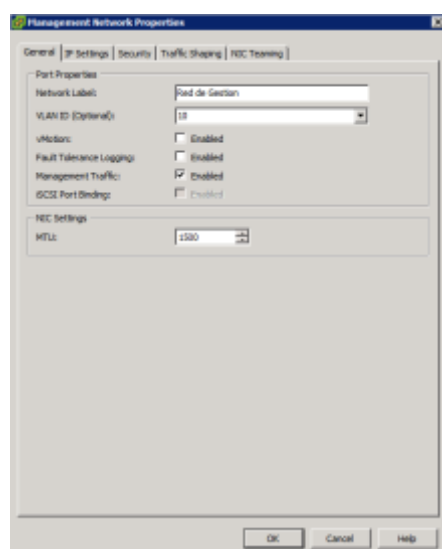 Management Network Properties
General IP Settings Security Traffic Shaping NIC Teaming
Port Properties
Network Label: Red de Gestion
VLAN ID (Optional): 10
vMotion: Enabled
Fault Tolerance Logging: Enabled
Management Traffic: Enabled
iSCSI Port Binding: Enabled
NIC Settings
MTU: 1500
OK Cancel Help